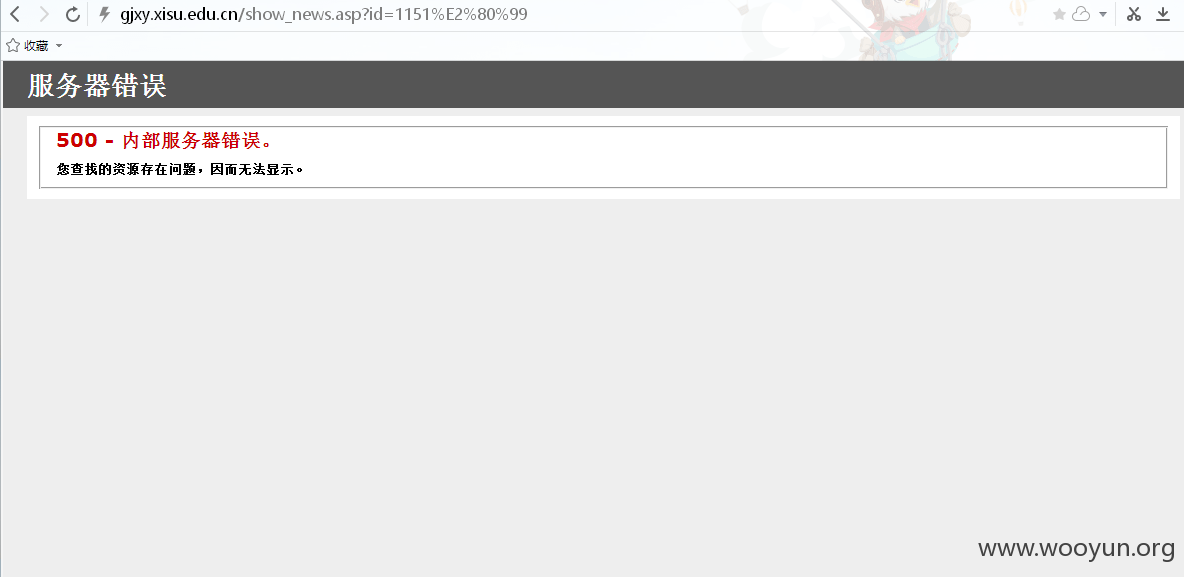 gjxy.xisu.edu.cn/show_news.asp?id=1151%E2%80%99
收藏
服务器错误
500 - 内部服务器错误。
您查找的资源存在问题，因而无法显示。
www.wooyun.org